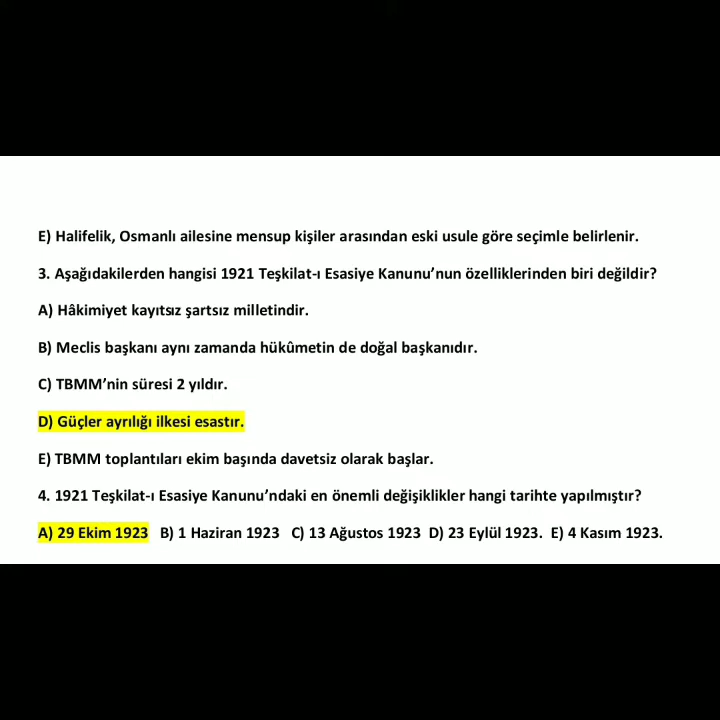 E) Halifelik, Osmanlı ailesine mensup kişiler arasından eski usule göre seçimle belirlenir.
3. Aşağıdakilerden hangisi 1921 Teşkilat-ı Esasiye Kanunu’nun özelliklerinden biri değildir?
A) Hâkimiyet kayıtsız şartsız milletindir.
B) Meclis başkanı aynı zamanda hükûmetin de doğal başkanıdır.
C) TBMM’nin süresi 2 yıldır.
D) Güçler ayrılığı ilkesi esastır.
E) TBMM toplantıları ekim başında davetsiz olarak başlar.
4. 1921 Teşkilat-ı Esasiye Kanunu’ndaki en önemli değişiklikler hangi tarihte yapılmıştır?
A) 29 Ekim 1923 B) 1 Haziran 1923 C) 13 Ağustos 1923 D) 23 Eylül 1923. E) 4 Kasım 1923.